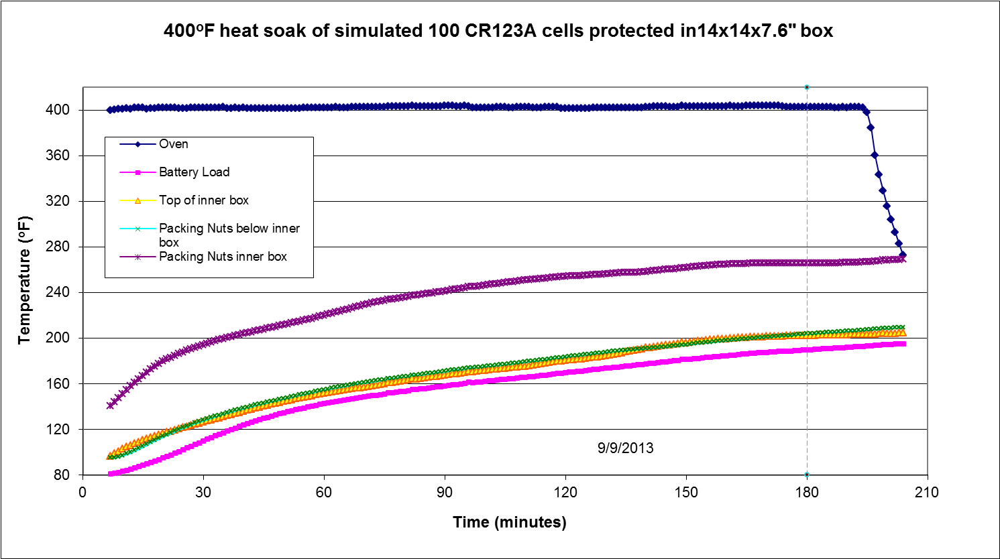 400oF heat soak of simulated 100 CR123A cells protected in14x14x7.6" box
400
360
320
280
240
200
160
120
80
Temperature (oF)
Oven
Battery Load
Top of inner box
Packing Nuts below inner
box
Packing Nuts inner box
9/9/2013
0 30 60 90 120 150 180 210
Time (minutes)